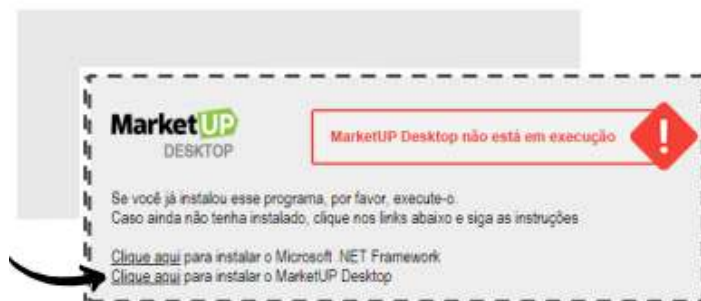 MarketUP
DESKTOP
MarketUP Desktop não está em execução
!
Se você já instalou esse programa, por favor, execute-o.
Caso ainda não tenha instalado, clique nos links abaixo e siga as instruções
Clique aqui para instalar o Microsoft .NET Framework
Clique aqui para instalar o MarketUP Desktop